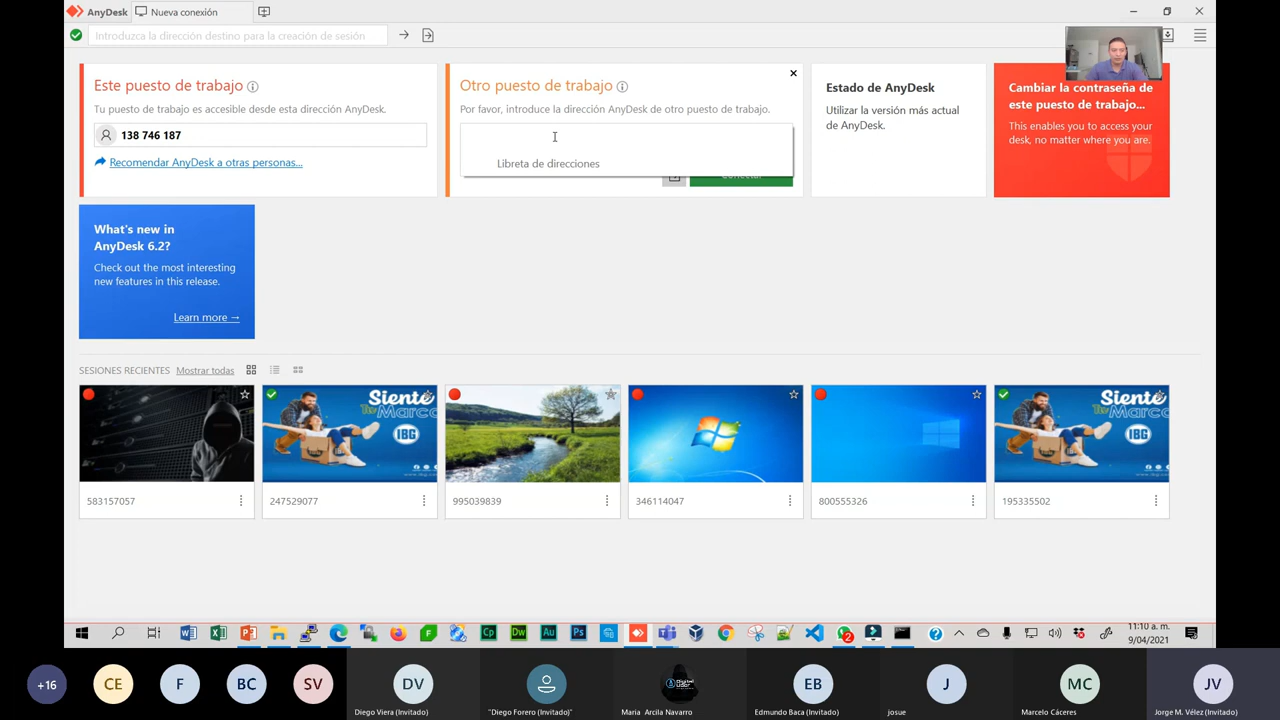 AnyDesk
Nueva conexión
Introduzca la dirección destino para la creación de sesión
Este puesto de trabajo
Tu puesto de trabajo es accesible desde esta dirección AnyDesk.
138 746 187
Recomendar AnyDesk a otras personas...
Otro puesto de trabajo
Por favor, introduce la dirección AnyDesk de otro puesto de trabajo.
Libreta de direcciones
Estado de AnyDesk
Utilizar la versión más actual
de AnyDesk.
Cambiar la contraseña de
este puesto de trabajo...
This enables you to access your
desk, no matter where you are.
What's new in
AnyDesk 6.2?
Check out the most interesting
new features in this release.
Learn more →
SESIONES RECIENTES Mostrar todas
Siente
IBG
Siente
IBG
583157057
247529077
995039839
346114047
800555326
195335502
Cp
Dw
Au
Ps
2
11:10 a. m.
9/04/2021
+16
CE
F
BC
SV
DV
Diego Viera (Invitado)
"Diego Forero (Invitado)"
Maria Arcila Navarro
EB
Edmundo Baca (Invitado)
J
josue
MC
Marcelo Cáceres
JV
Jorge M. Vélez (Invitado)